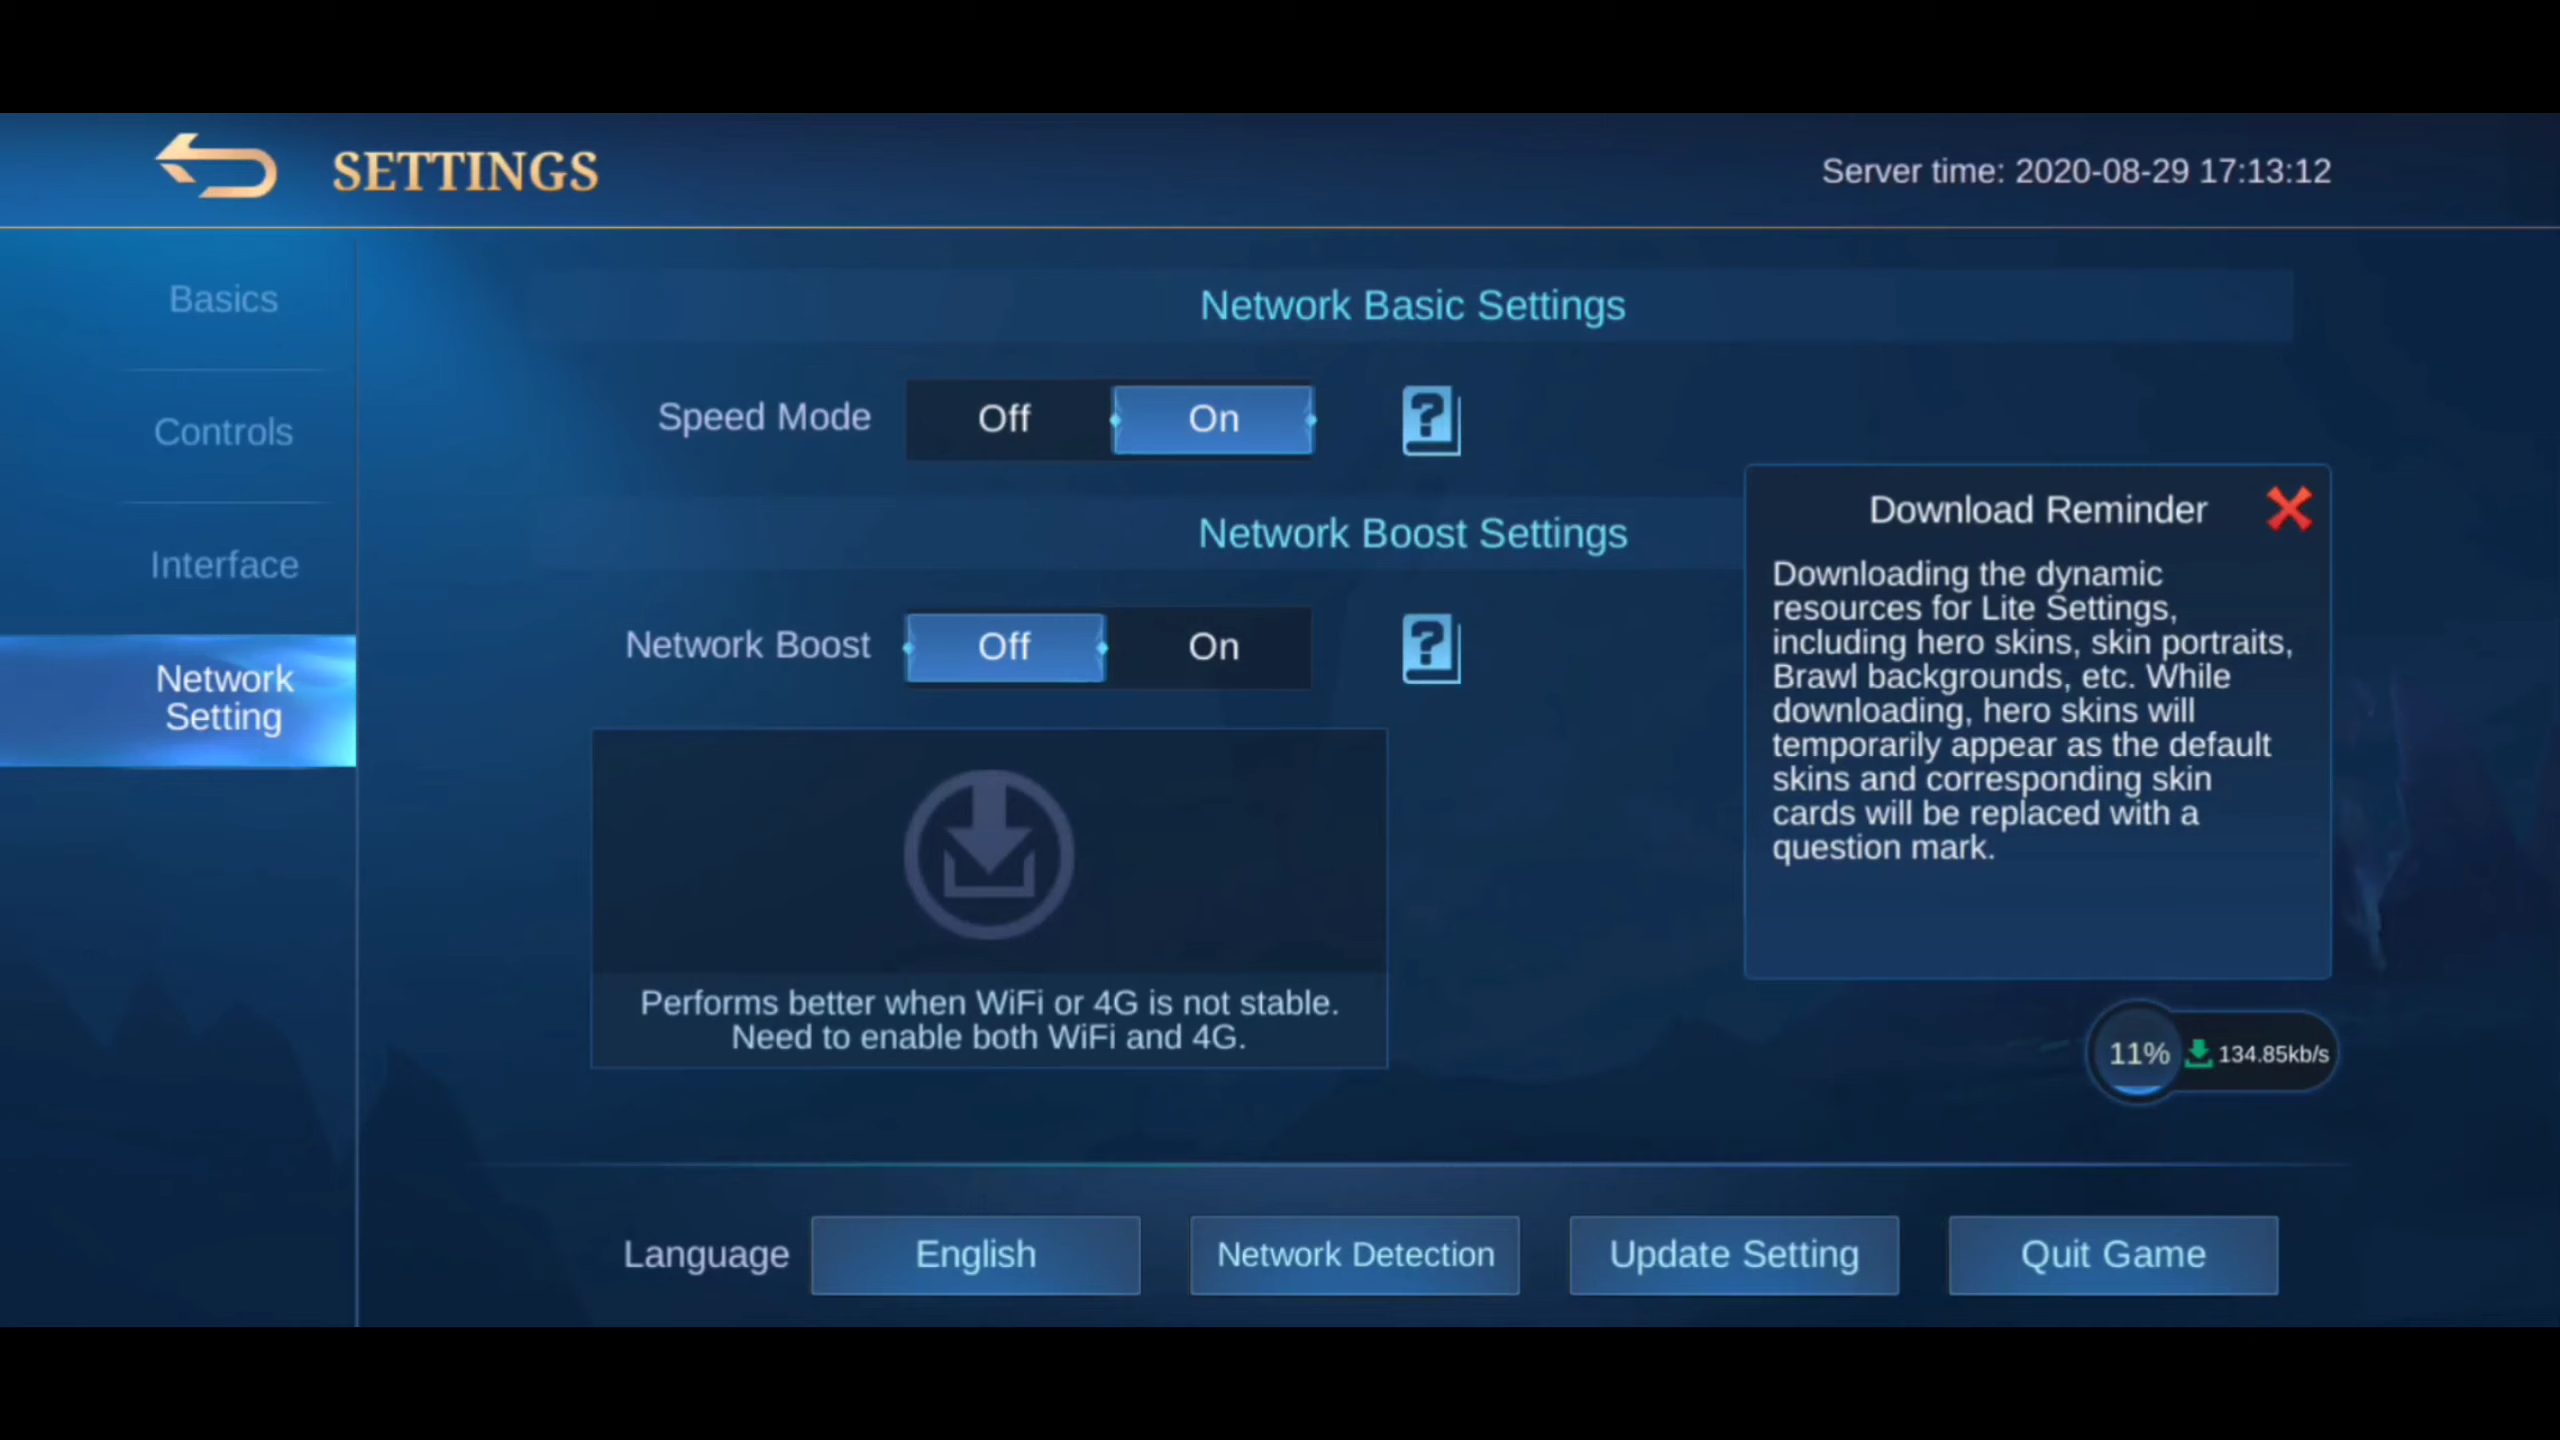 SETTINGS
Server time: 2020-08-29 17:13:12
Basics
Controls
Interface
Network
Setting
Network Basic Settings
Speed Mode
Off
On
Network Boost Settings
Network Boost
Off
On
Performs better when WiFi or 4G is not stable.
Need to enable both WiFi and 4G.
Download Reminder
Downloading the dynamic
resources for Lite Settings,
including hero skins, skin portraits,
Brawl backgrounds, etc. While
downloading, hero skins will
temporarily appear as the default
skins and corresponding skin
cards will be replaced with a
question mark.
11%
134.85kb/s
Language
English
Network Detection
Update Setting
Quit Game